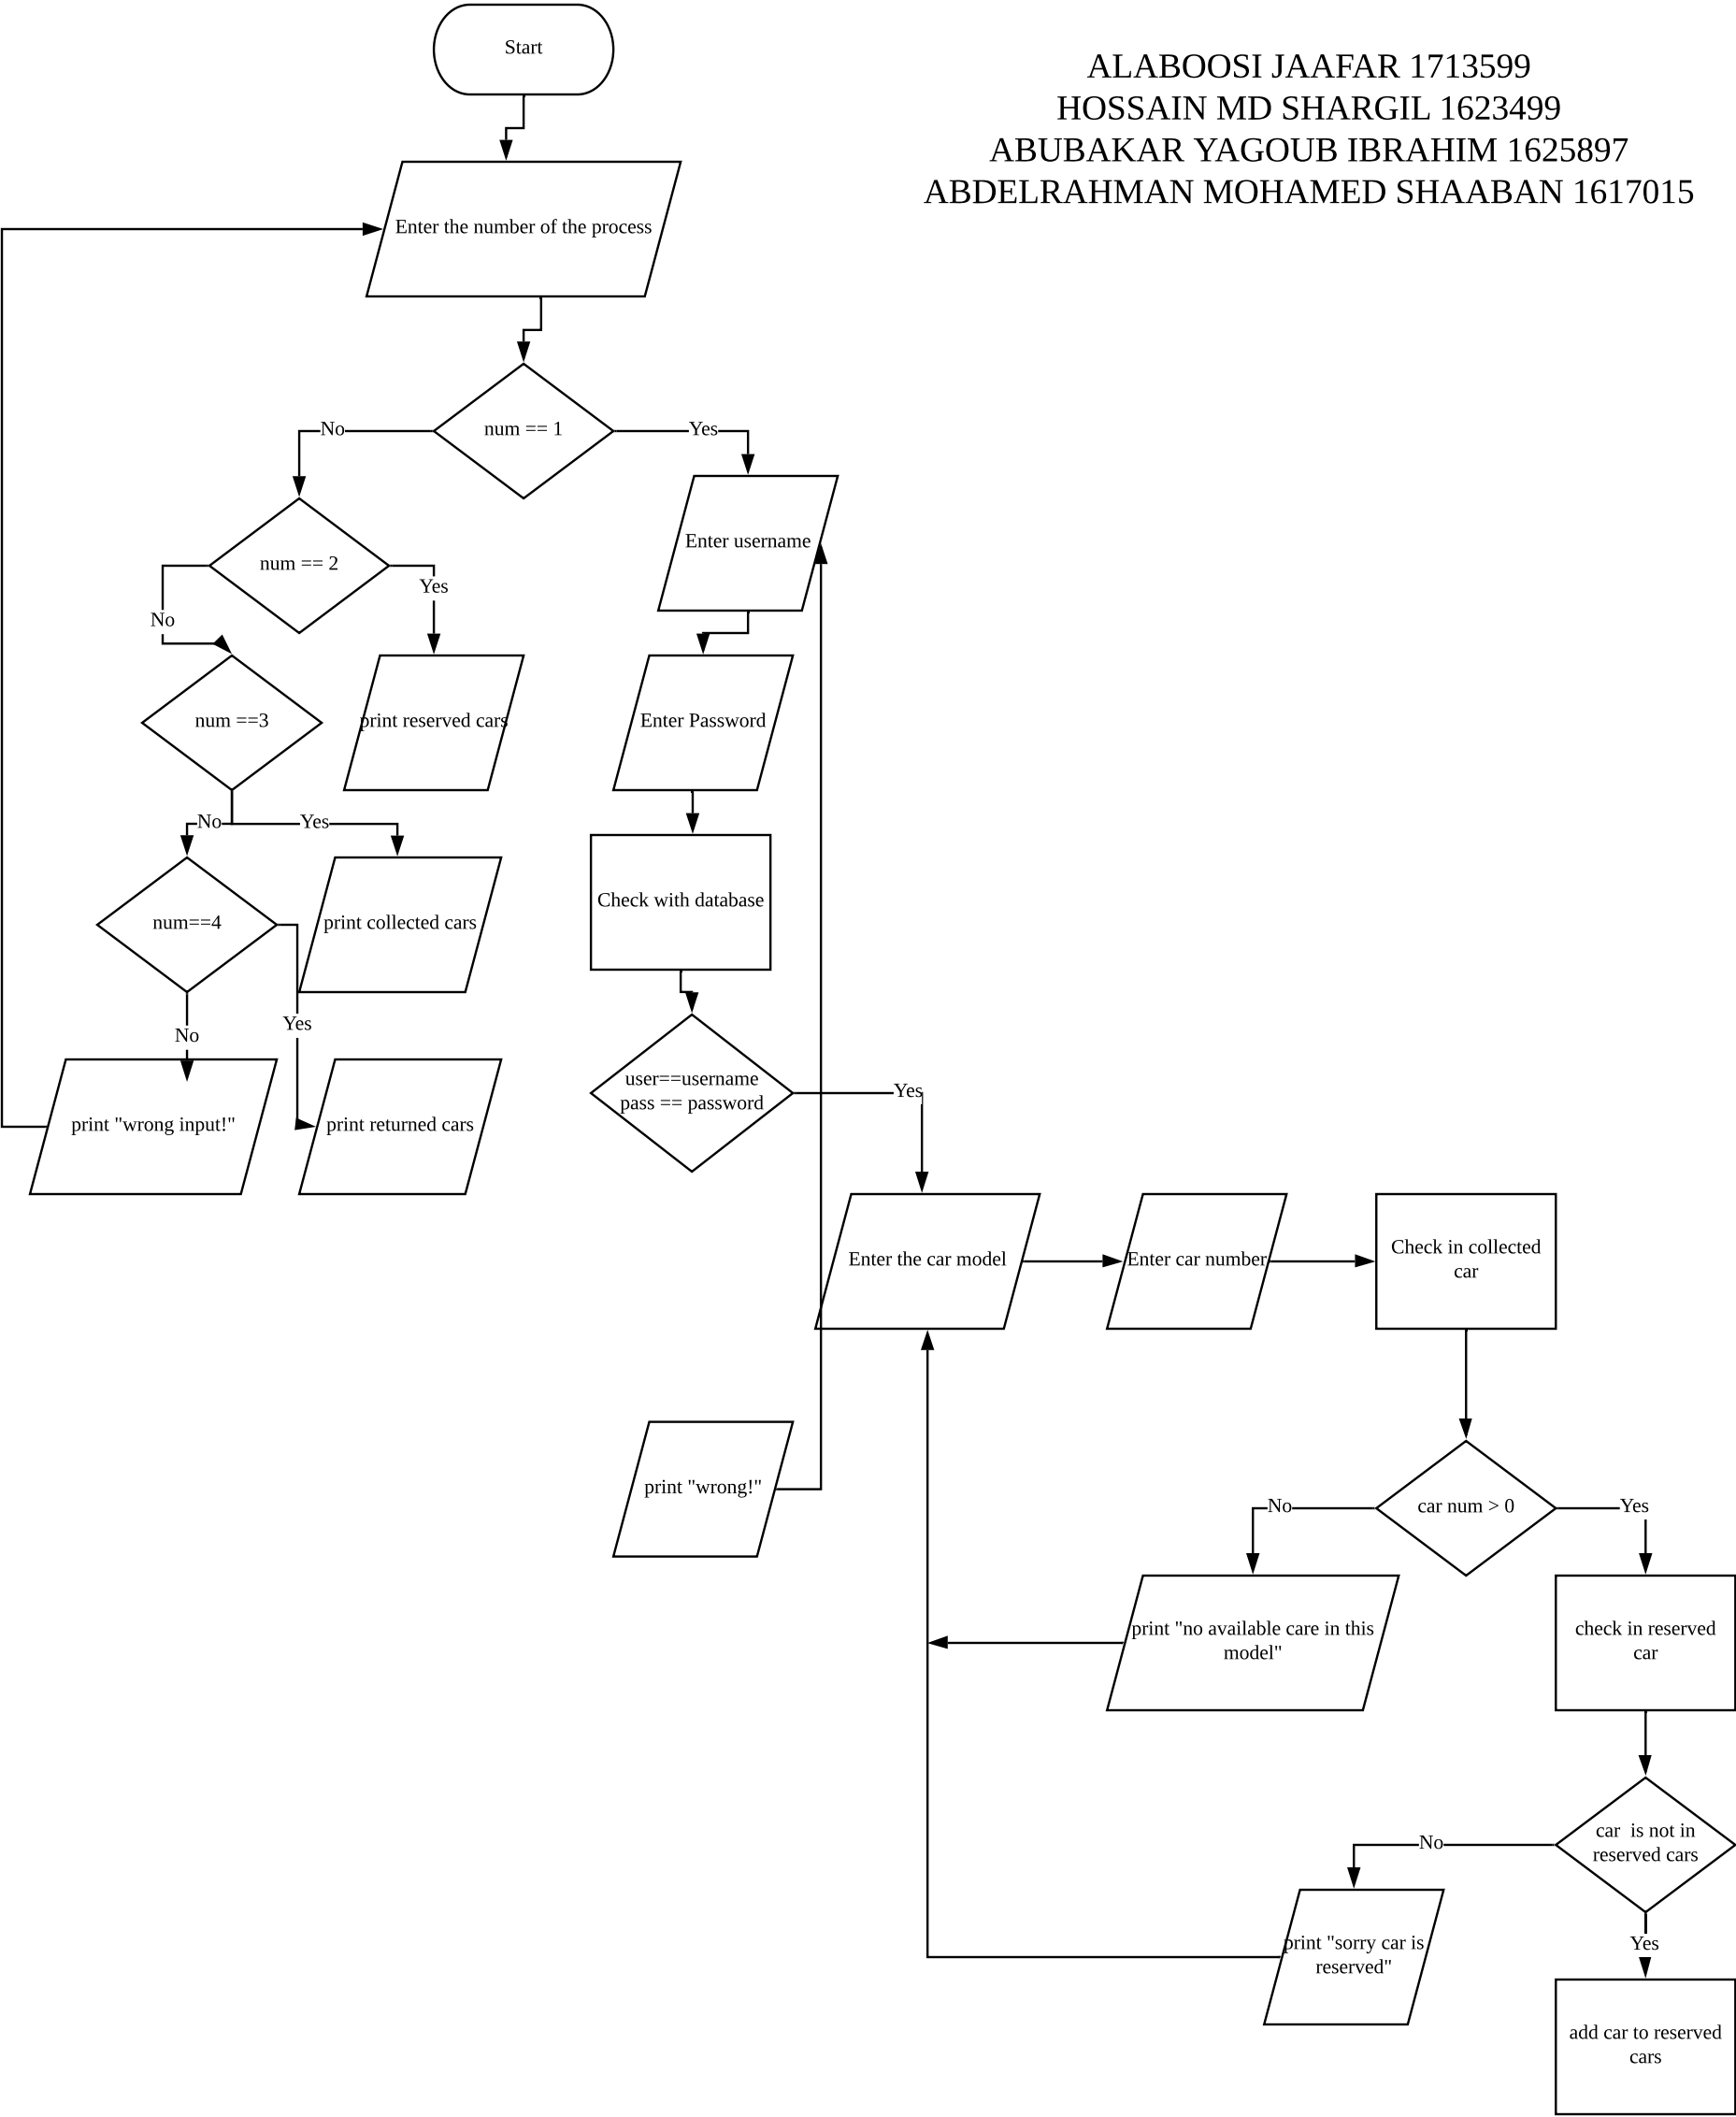 Start
ALABOOSI JAAFAR 1713599
HOSSAIN MD SHARGIL 1623499
ABUBAKAR YAGOUB IBRAHIM 1625897
ABDELRAHMAN MOHAMED SHAABAN 1617015
Enter the number of the process
num == 1
No
Yes
num == 2
Enter username
No
Yes
num ==3
print reserved cars
Enter Password
No
Yes
num==4
print collected cars
Check with database
No
Yes
print "wrong input!"
print returned cars
user==username
pass == password
Yes
Enter the car model
Enter car number
Check in collected
car
print "wrong!"
car num > 0
No
Yes
print "no available care in this
model"
check in reserved
car
car  is not in
reserved cars
No
Yes
print "sorry car is
reserved"
add car to reserved
cars